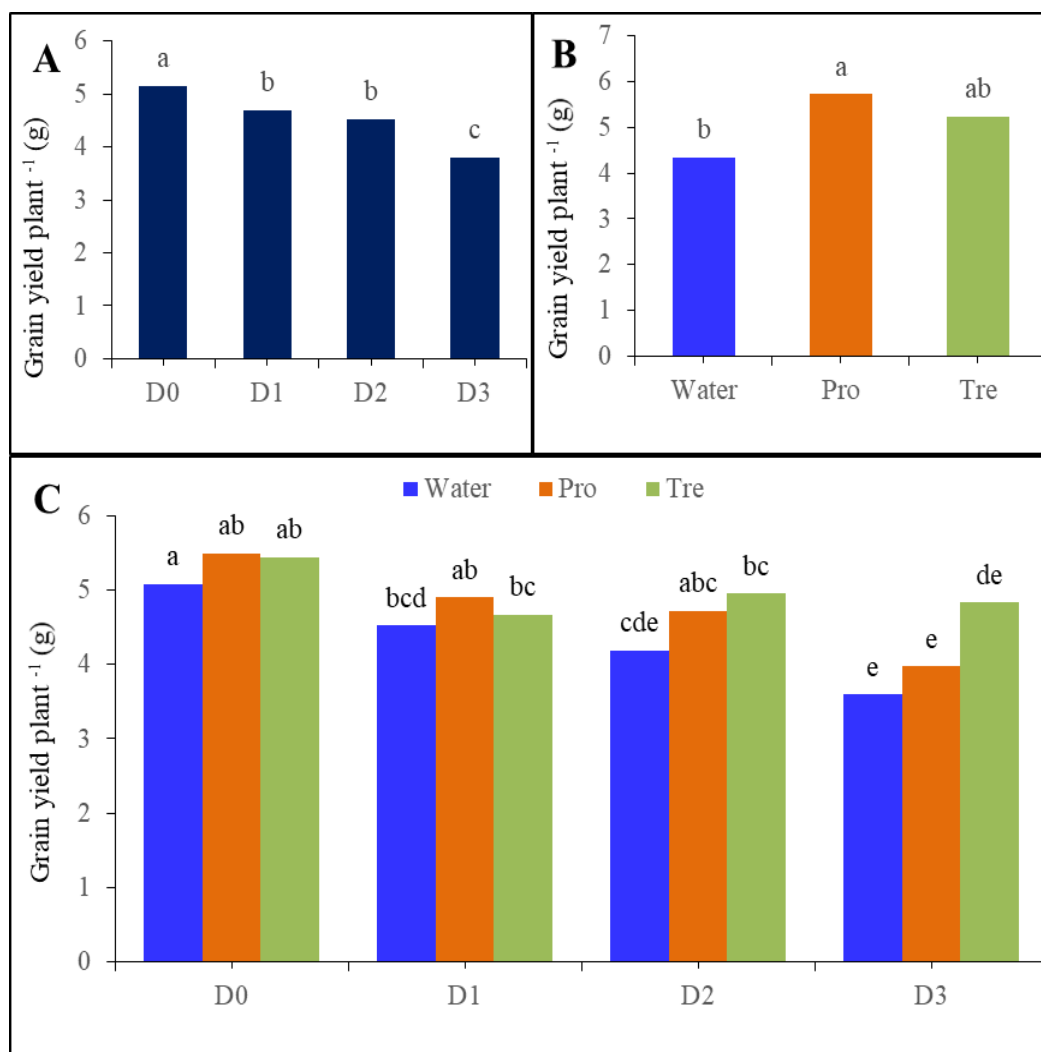 A
Grain yield plant -1 (g)
6
5
4
3
2
1
0
a
b
b
c
D0 D1 D2 D3
B
Grain yield plant -1 (g)
7
6
5
4
3
2
1
0
b
a
ab
Water Pro Tre
C
Water Pro Tre
Grain yield plant -1 (g)
6
5
4
3
2
1
0
a ab ab
bcd ab bc
cde abc bc
e e de
D0 D1 D2 D3